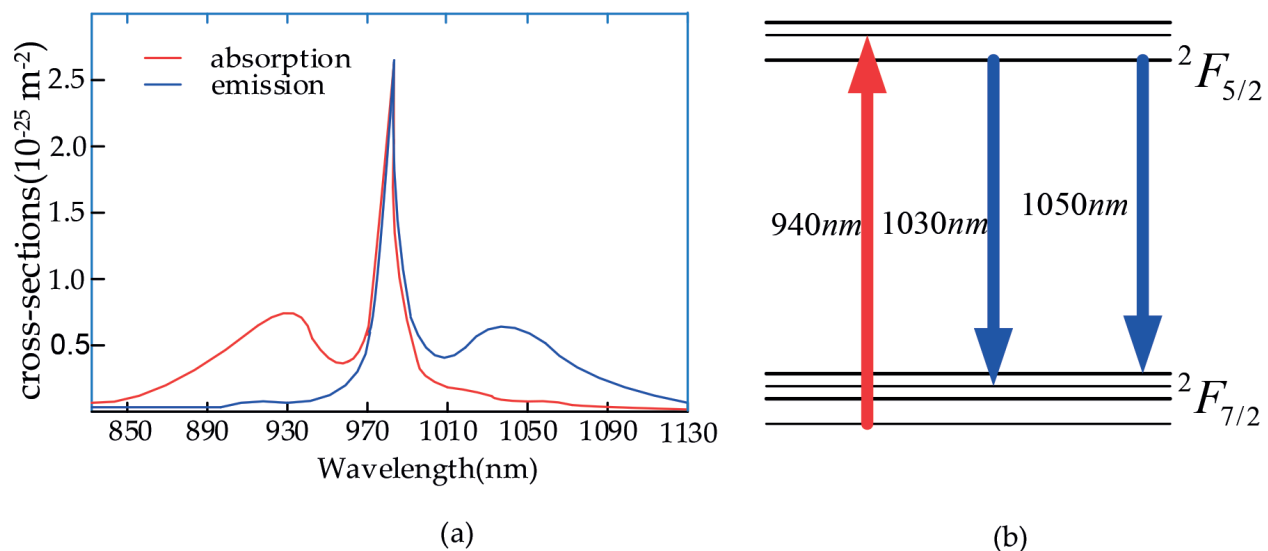 cross-sections(10⁻²⁵ m⁻²)
absorption
emission
2.5
2.0
1.5
1.0
0.5
850 890 930 970 1010 1050 1090 1130
Wavelength(nm)
(a)
²F₅/₂
940nm
1030nm
1050nm
²F₇/₂
(b)